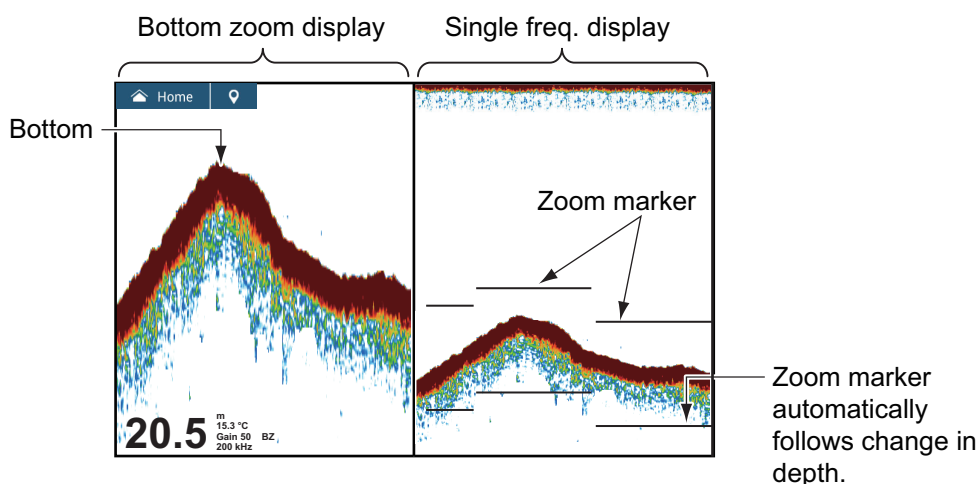 Bottom zoom display
Single freq. display
Home
Bottom
Zoom marker
Zoom marker
automatically
follows change in
depth.
20.5
m
15.3 °C
Gain 50 BZ
200 kHz